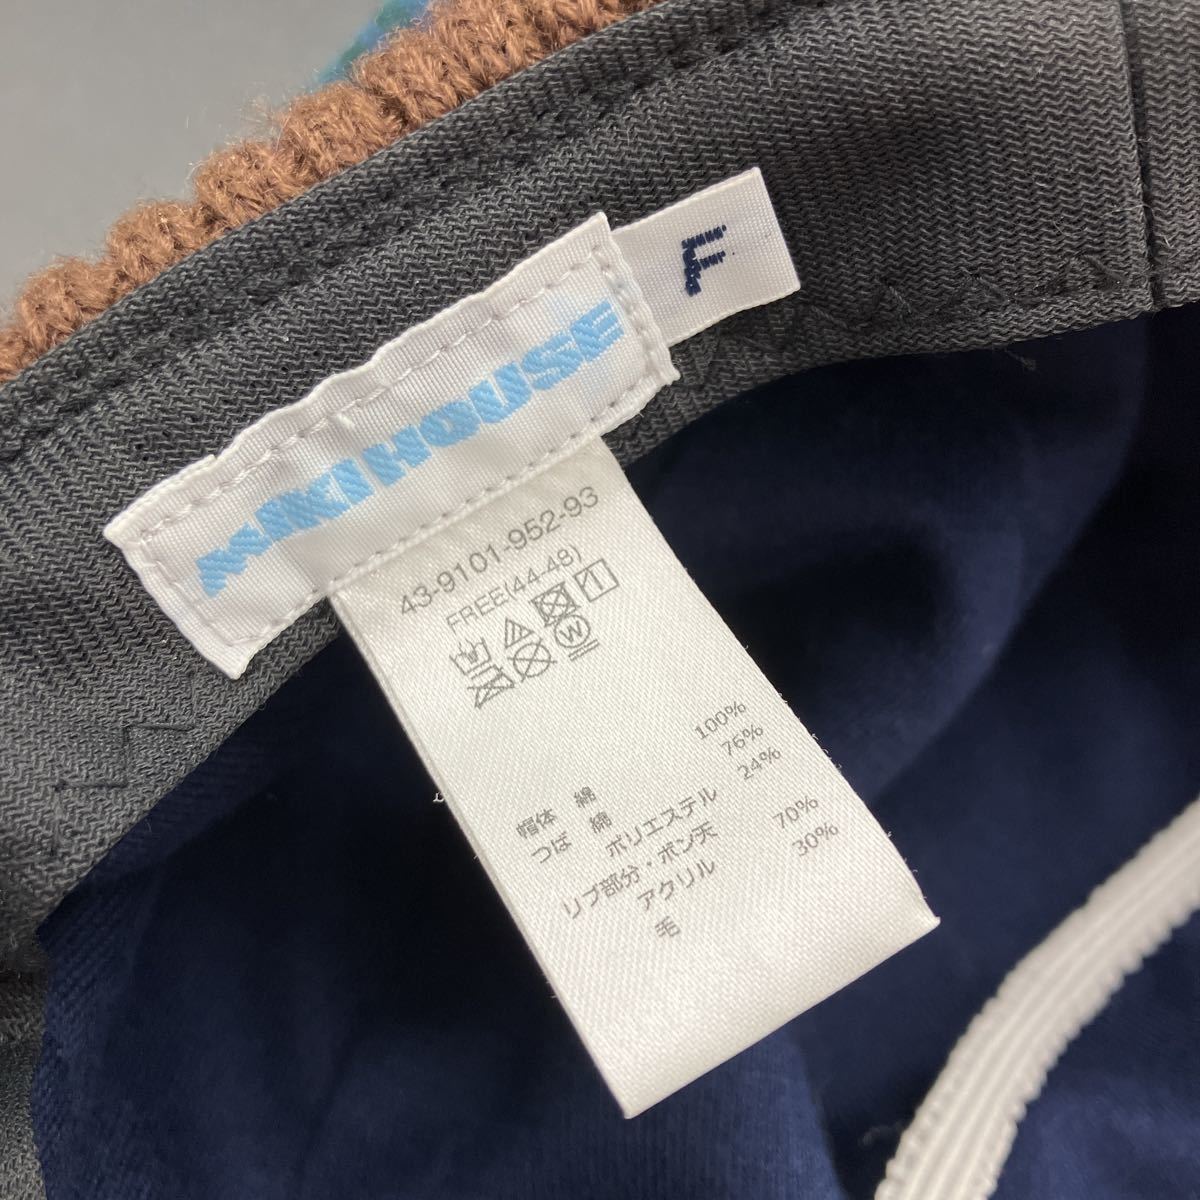 F
MIKI HOUSE
43-9101-952-93
FREE(44-48)
W
帽体 綿 100%
つば 綿 76%
ポリエステル 24%
リブ部分・ボン天
アクリル 70%
毛 30%